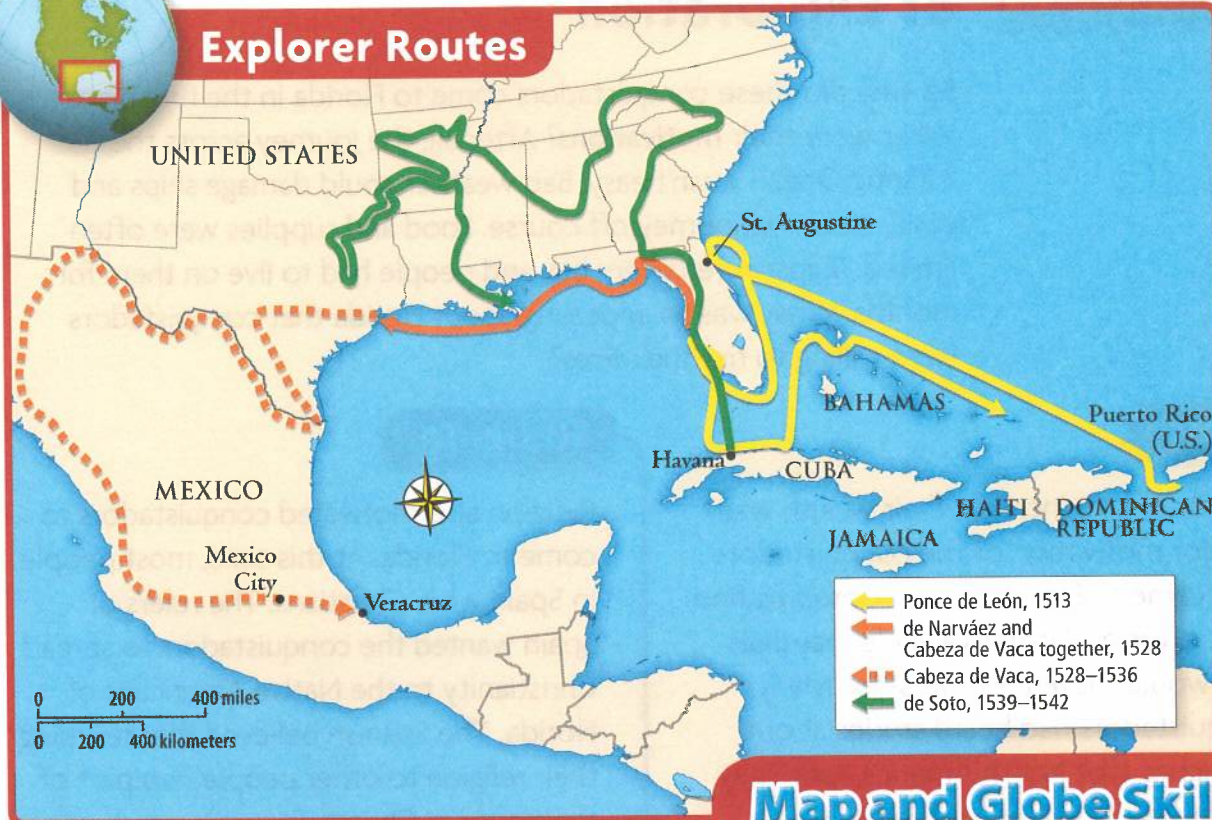 Explorer Routes
UNITED STATES
St. Augustine
BAHAMAS
Puerto Rico
(U.S.)
Havana
CUBA
MEXICO
HAITI
DOMINICAN
REPUBLIC
JAMAICA
Mexico
City
Veracruz
Ponce de León, 1513
de Narváez and
Cabeza de Vaca together, 1528
Cabeza de Vaca, 1528–1536
de Soto, 1539–1542
0 200 400 miles
0 200 400 kilometers
Map and Globe Skil